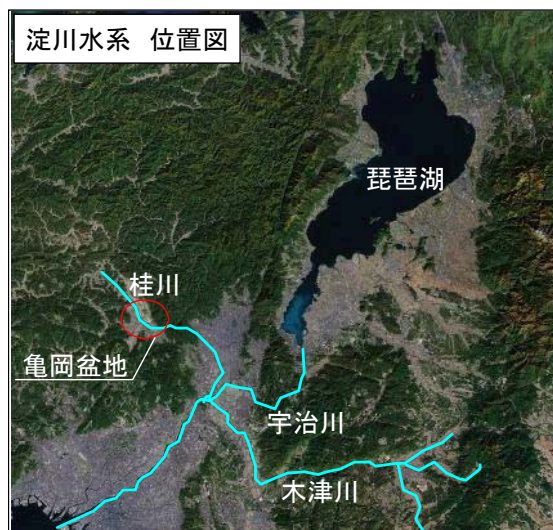 淀川水系 位置図
琵琶湖
桂川
亀岡盆地
宇治川
木津川